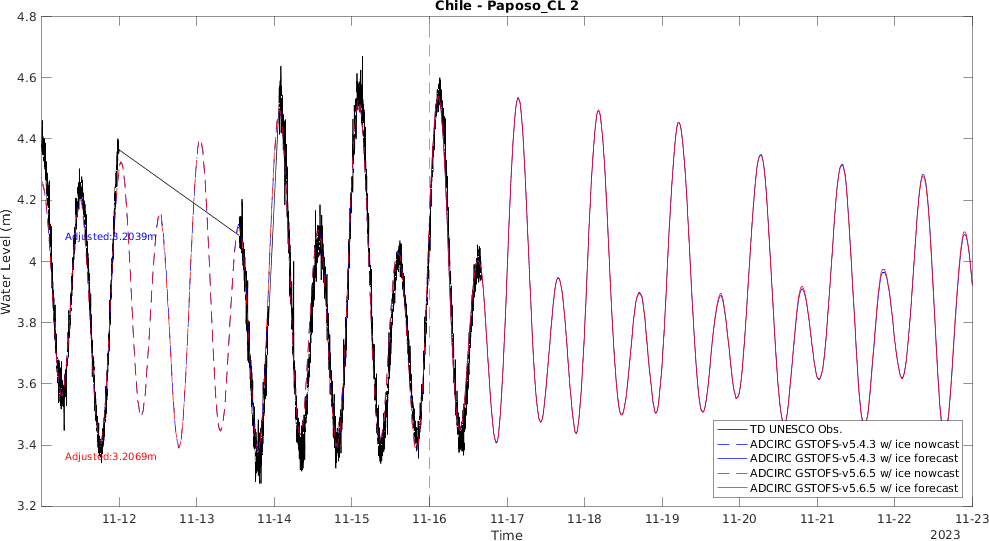 Chile - Paposo_CL 2
4.8
4.6
4.4
4.2
4
3.8
3.6
3.4
3.2
Water Level (m)
Adjusted:3.2039m
Adjusted:3.2069m
TD UNESCO Obs.
ADCIRC GSTOFS-v5.4.3 w/ ice nowcast
ADCIRC GSTOFS-v5.4.3 w/ ice forecast
ADCIRC GSTOFS-v5.6.5 w/ ice nowcast
ADCIRC GSTOFS-v5.6.5 w/ ice forecast
11-12 11-13 11-14 11-15 11-16 11-17 11-18 11-19 11-20 11-21 11-22 11-23
Time
2023